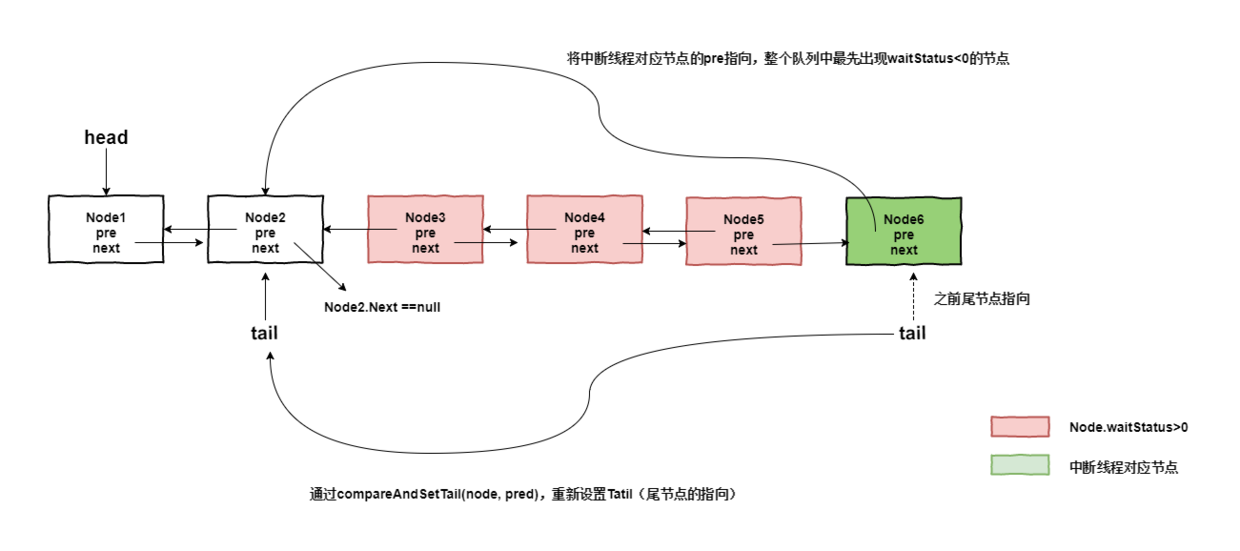 将中断线程对应节点的pre指向，整个队列中最先出现waitStatus<0的节点
head
Node1
pre
next
Node2
pre
next
Node3
pre
next
Node4
pre
next
Node5
pre
next
Node6
pre
next
Node2.Next ==null
之前尾节点指向
tail
tail
Node.waitStatus>0
中断线程对应节点
通过compareAndSetTail(node, pred)，重新设置Tatil（尾节点的指向）